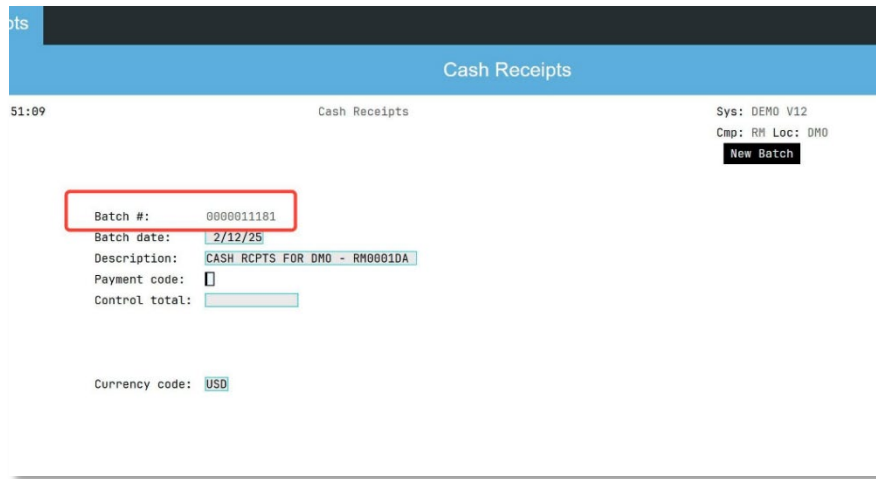 pts
Cash Receipts
51:09 Cash Receipts Sys: DEMO V12
Cmp: RM Loc: DMO
New Batch
Batch #: 0000011181
Batch date: 2/12/25
Description: CASH RCPTS FOR DMO - RM0001DA
Payment code:
Control total:
Currency code: USD